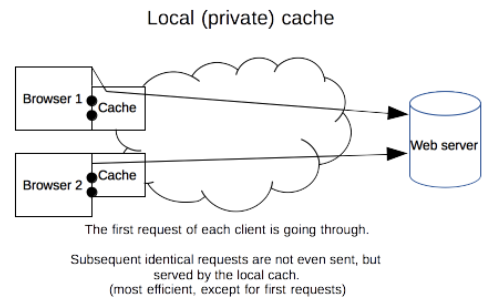 Local (private) cache
Browser 1
Cache
Web server
Browser 2
Cache
The first request of each client is going through.
Subsequent identical requests are not even sent, but
served by the local cach.
(most efficient, except for first requests)